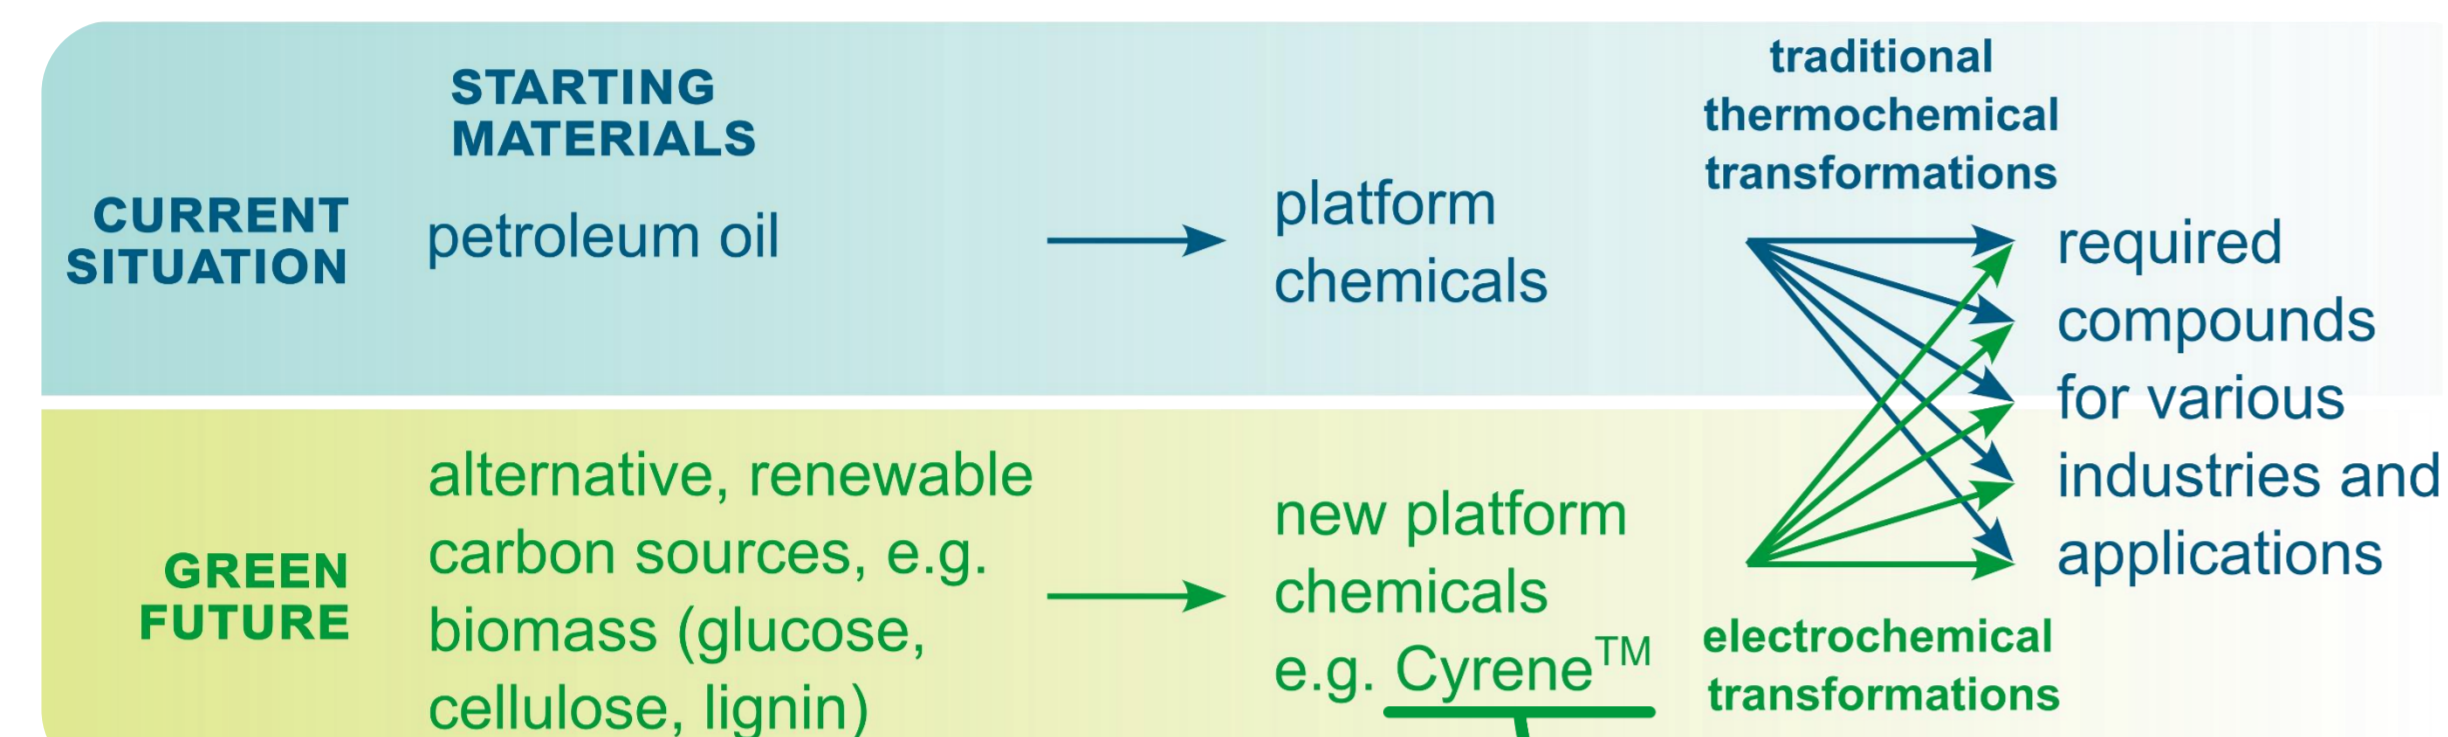 STARTING
MATERIALS
traditional
thermochemical
transformations
CURRENT
SITUATION
petroleum oil
platform
chemicals
required
compounds
for various
industries and
applications
GREEN
FUTURE
alternative, renewable
carbon sources, e.g.
biomass (glucose,
cellulose, lignin)
new platform
chemicals
e.g. Cyrene™
electrochemical
transformations